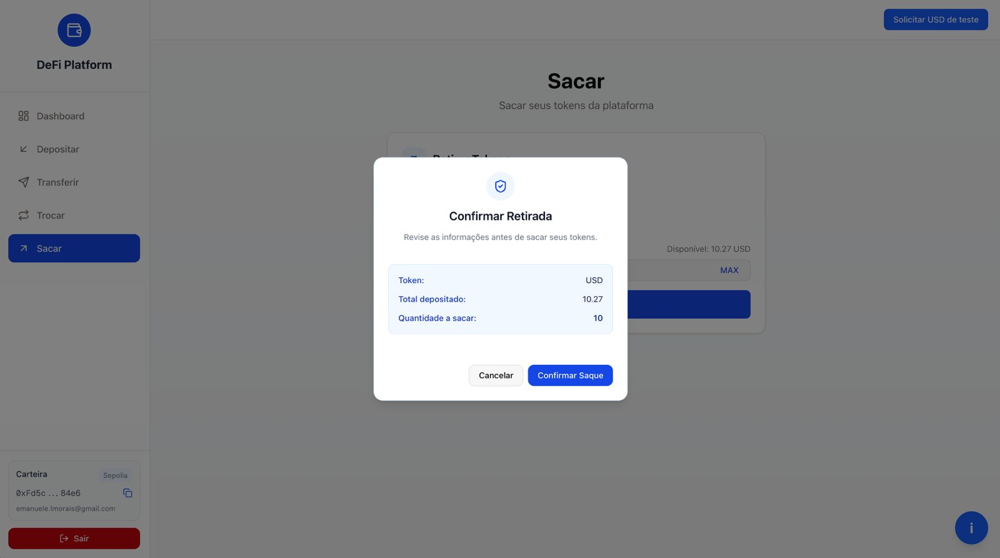 DeFi Platform
Dashboard
Depositar
Transferir
Trocar
Sacar
Carteira
Sepolia
0xFd5c ... 84e6
emanuele.lmorais@gmail.com
Sair
Solicitar USD de teste
Sacar
Sacar seus tokens da plataforma
Retirar Tokens
Disponível: 10.27 USD
MAX
Confirmar Retirada
Revise as informações antes de sacar seus tokens.
Token: USD
Total depositado: 10.27
Quantidade a sacar: 10
Cancelar
Confirmar Saque
i